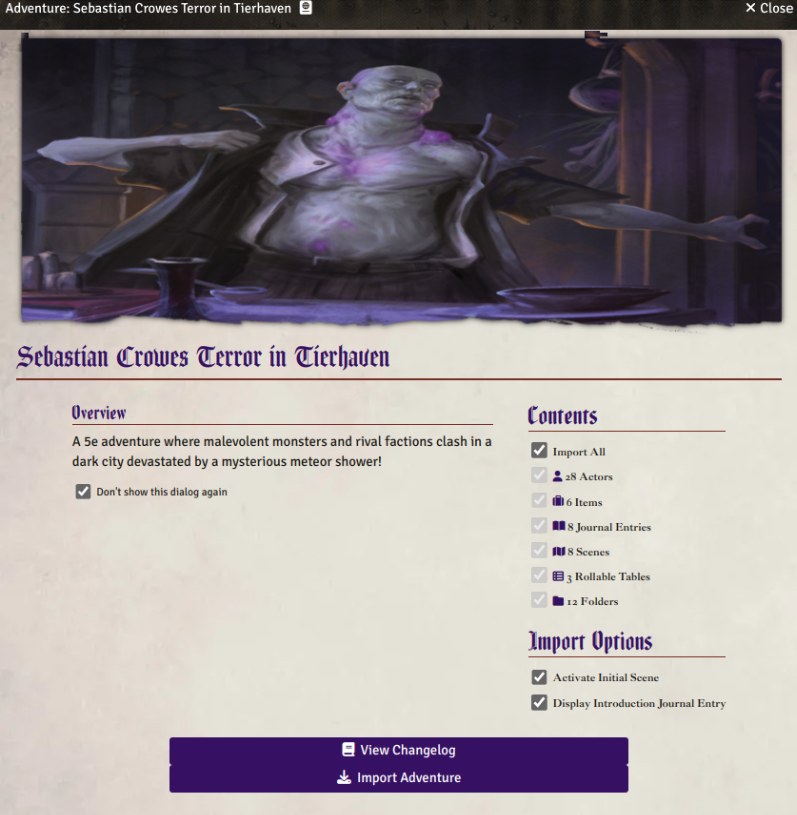 Adventure: Sebastian Crowes Terror in Tierhaven
Close
Sebastian Crowes Terror in Tierhaven
Overview
A 5e adventure where malevolent monsters and rival factions clash in a
dark city devastated by a mysterious meteor shower!
Don't show this dialog again
Contents
Import All
28 Actors
6 Items
8 Journal Entries
8 Scenes
3 Rollable Tables
12 Folders
Import Options
Activate Initial Scene
Display Introduction Journal Entry
View Changelog
Import Adventure